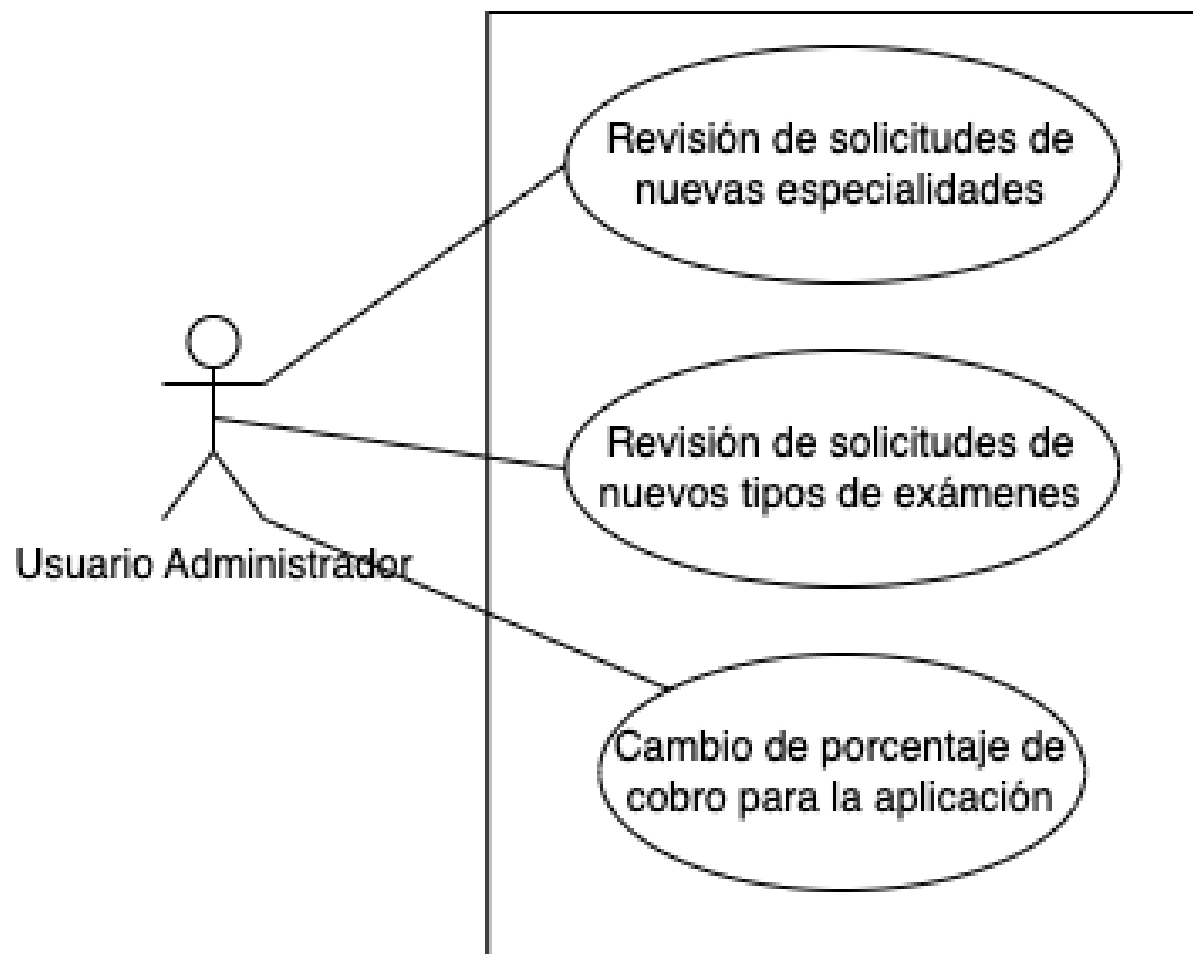 Revisión de solicitudes de
nuevas especialidades
Revisión de solicitudes de
nuevos tipos de exámenes
Usuario Administrador
Cambio de porcentaje de
cobro para la aplicación